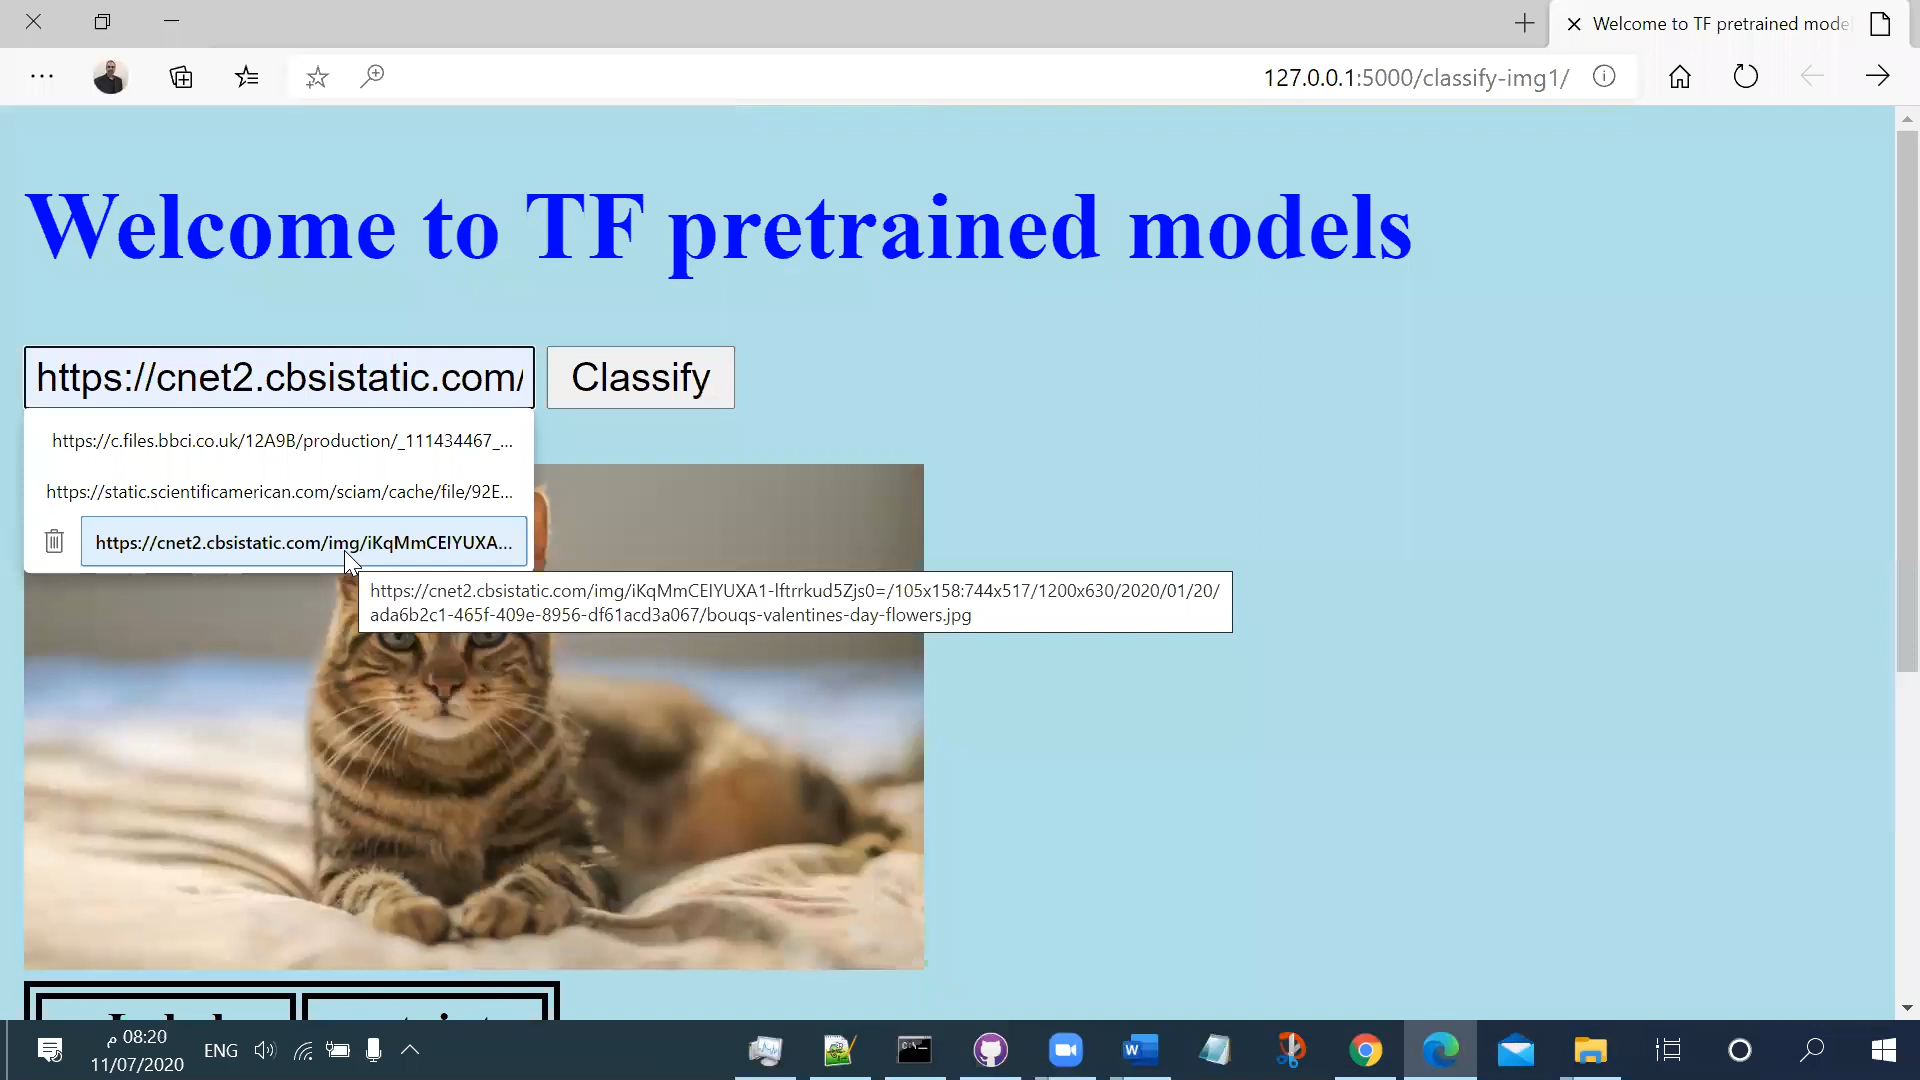 Welcome to TF pretrained mode
127.0.0.1:5000/classify-img1/
Welcome to TF pretrained models
https://cnet2.cbsistatic.com/
Classify
https://c.files.bbci.co.uk/12A9B/production/_111434467_...
https://static.scientificamerican.com/sciam/cache/file/92E...
https://cnet2.cbsistatic.com/img/iKqMmCEIYUXA...
https://cnet2.cbsistatic.com/img/iKqMmCEIYUXA1-lftrrkud5Zjs0=/105x158:744x517/1200x630/2020/01/20/
ada6b2c1-465f-409e-8956-df61acd3a067/bouqs-valentines-day-flowers.jpg
08:20 م
ENG
11/07/2020